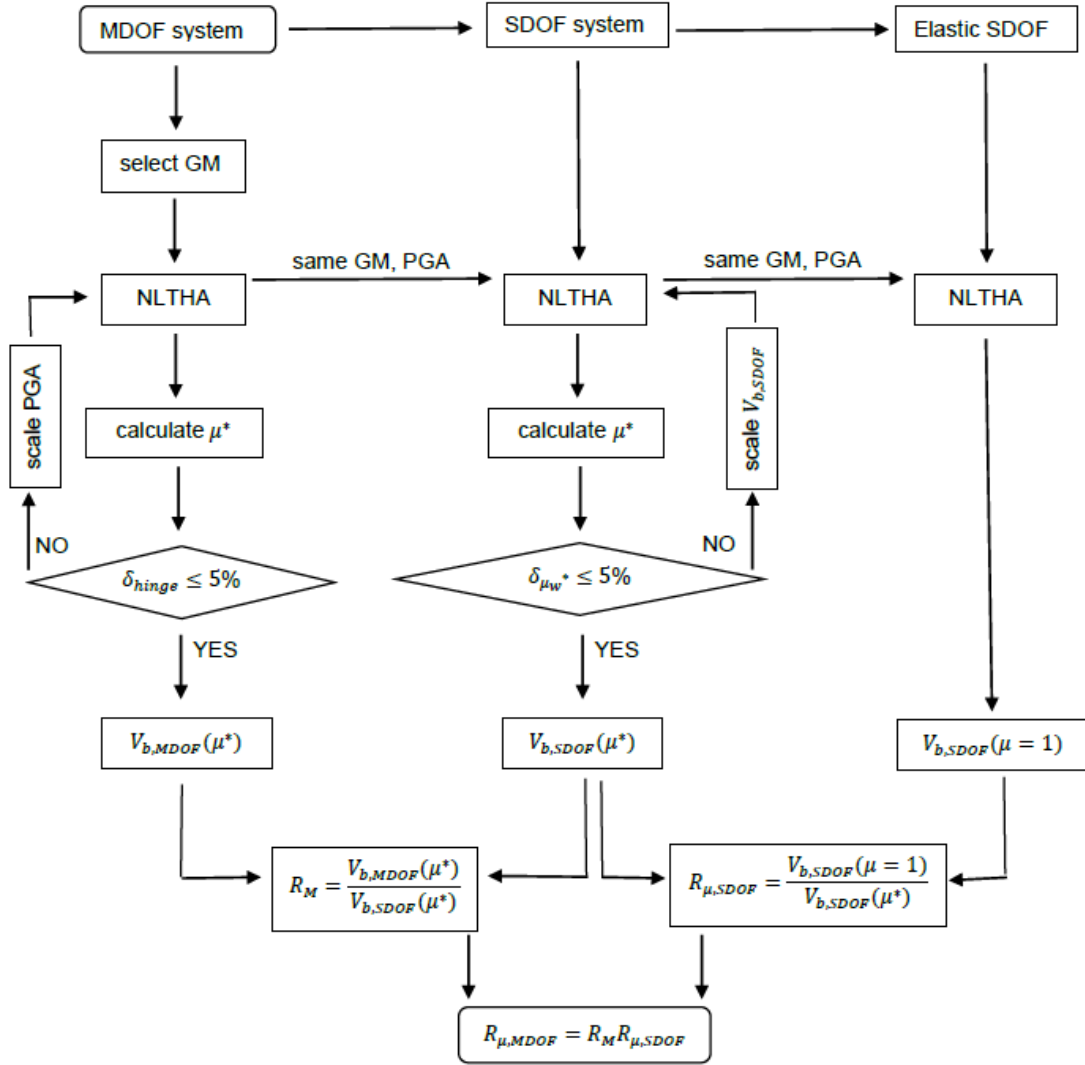 MDOF system
SDOF system
Elastic SDOF
select GM
same GM, PGA
same GM, PGA
NLTHA
NLTHA
NLTHA
scale PGA
scale V_{b,SDOF}
calculate μ*
calculate μ*
NO
NO
δ_{hinge} ≤ 5%
δ_{μ_w*} ≤ 5%
YES
YES
V_{b,MDOF}(μ*)
V_{b,SDOF}(μ*)
V_{b,SDOF}(μ = 1)
R_M = V_{b,MDOF}(μ*) / V_{b,SDOF}(μ*)
R_{μ,SDOF} = V_{b,SDOF}(μ = 1) / V_{b,SDOF}(μ*)
R_{μ,MDOF} = R_M R_{μ,SDOF}